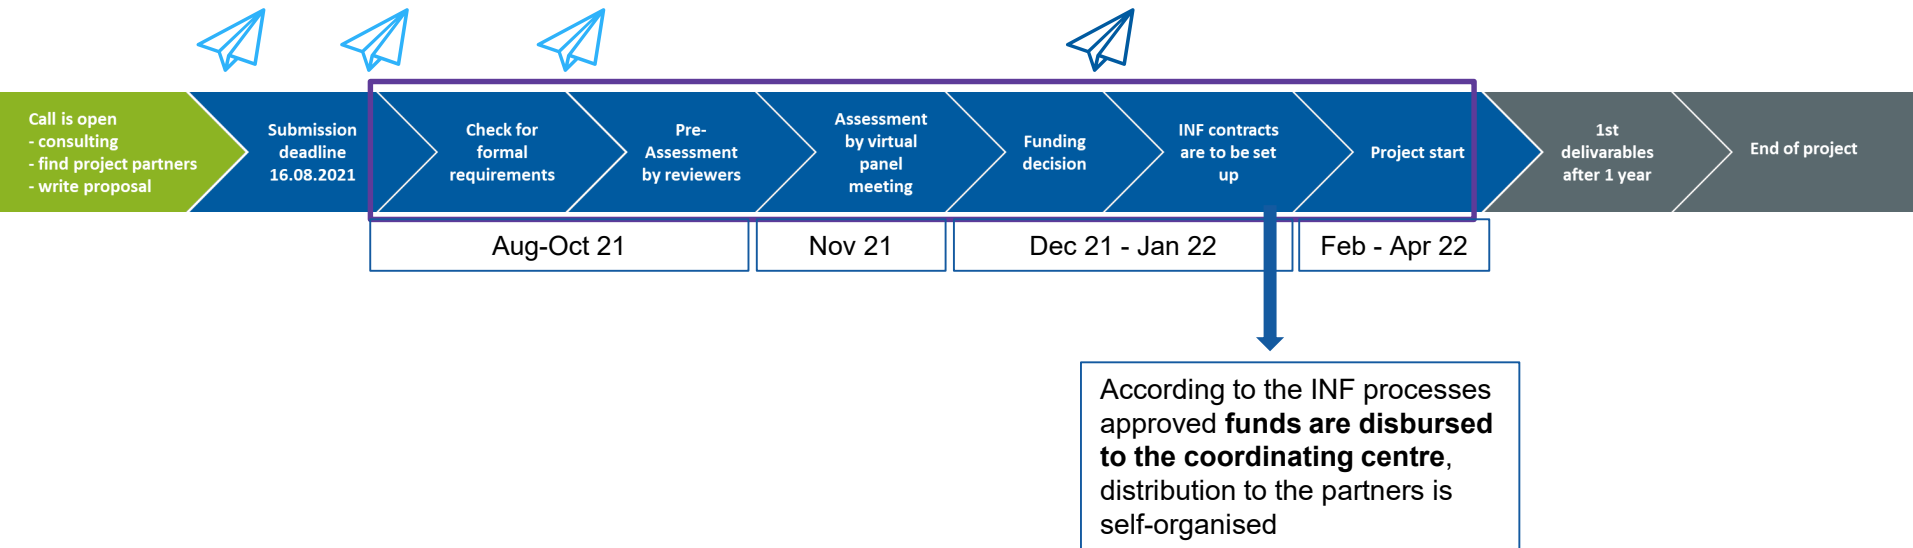 Call is open
- consulting
- find project partners
- write proposal
Submission
deadline
16.08.2021
Check for
formal
requirements
Pre-
Assessment
by reviewers
Assessment
by virtual
panel
meeting
Funding
decision
INF contracts
are to be set
up
Project start
1st
delivarables
after 1 year
End of project
Aug-Oct 21
Nov 21
Dec 21 - Jan 22
Feb - Apr 22
According to the INF processes
approved funds are disbursed
to the coordinating centre,
distribution to the partners is
self-organised